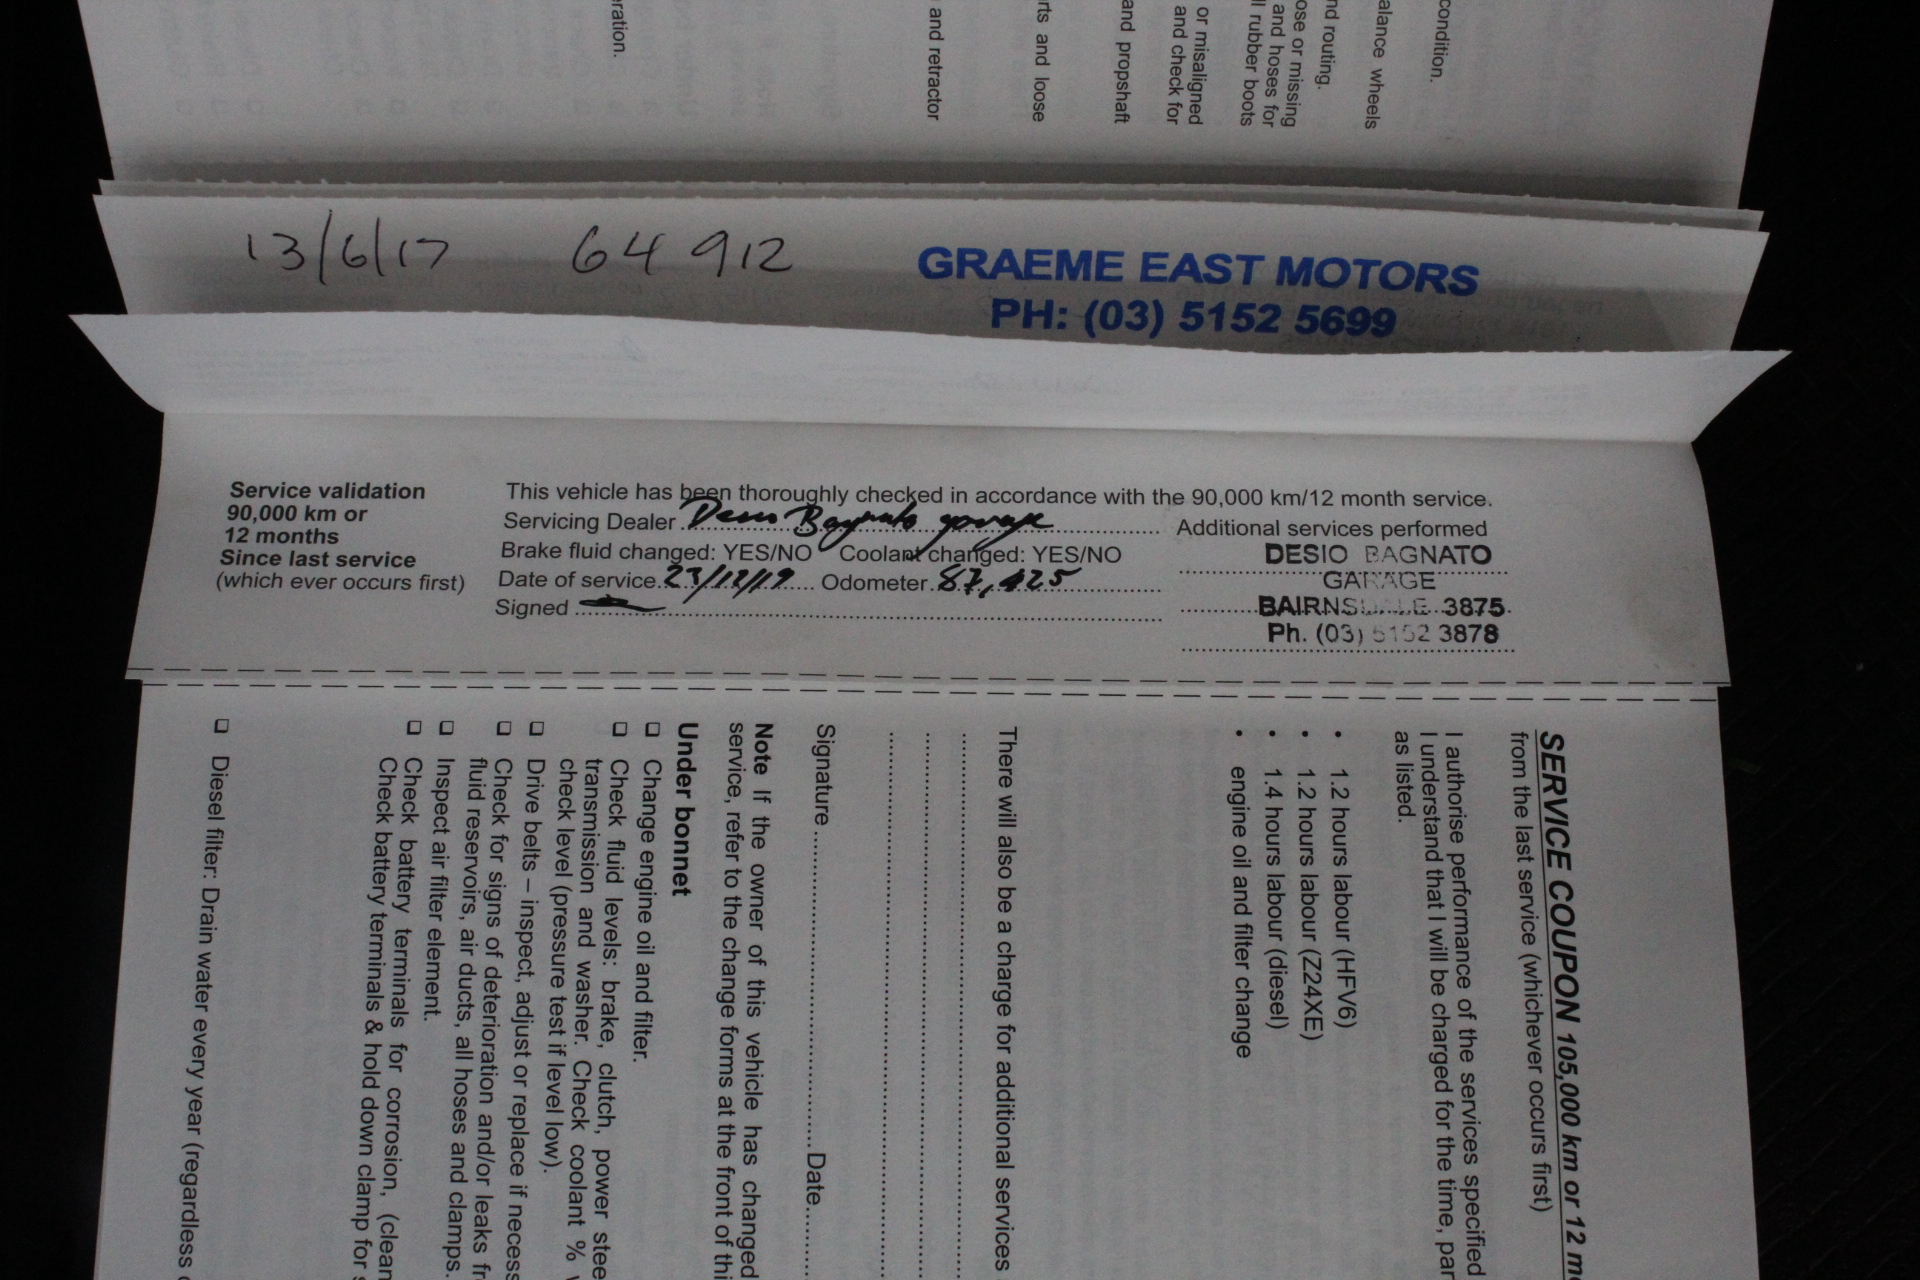 condition.
alance wheels
nd routing.
ose or missing
and hoses for
ll rubber boots
or misaligned
and check for
and propshaft
rts and loose
and retractor
eration.
13/6/17 64 912
GRAEME EAST MOTORS
PH: (03) 5152 5699
Service validation
90,000 km or
12 months
Since last service
(which ever occurs first)
This vehicle has been thoroughly checked in accordance with the 90,000 km/12 month service.
Servicing Dealer Desio Bagnato garage
Brake fluid changed: YES/NO Coolant changed: YES/NO
Date of service 23/12/19 Odometer 87,425
Signed
Additional services performed
DESIO BAGNATO
GARAGE
BAIRNSDALE 3875
Ph. (03) 5152 3878
SERVICE COUPON 105,000 km or 12 mo
from the last service (whichever occurs first)
I authorise performance of the services specified
I understand that I will be charged for the time, par
as listed.
• 1.2 hours labour (HFV6)
• 1.2 hours labour (Z24XE)
• 1.4 hours labour (diesel)
• engine oil and filter change
There will also be a charge for additional services
Signature Date
Note If the owner of this vehicle has changed
service, refer to the change forms at the front of thi
Under bonnet
❑ Change engine oil and filter.
❑ Check fluid levels: brake, clutch, power stee
transmission and washer. Check coolant %
check level (pressure test if level low).
❑ Drive belts – inspect, adjust or replace if necess
❑ Check for signs of deterioration and/or leaks fr
fluid reservoirs, air ducts, all hoses and clamps.
❑ Inspect air filter element.
❑ Check battery terminals for corrosion, (clean
Check battery terminals & hold down clamp for
❑ Diesel filter: Drain water every year (regardless